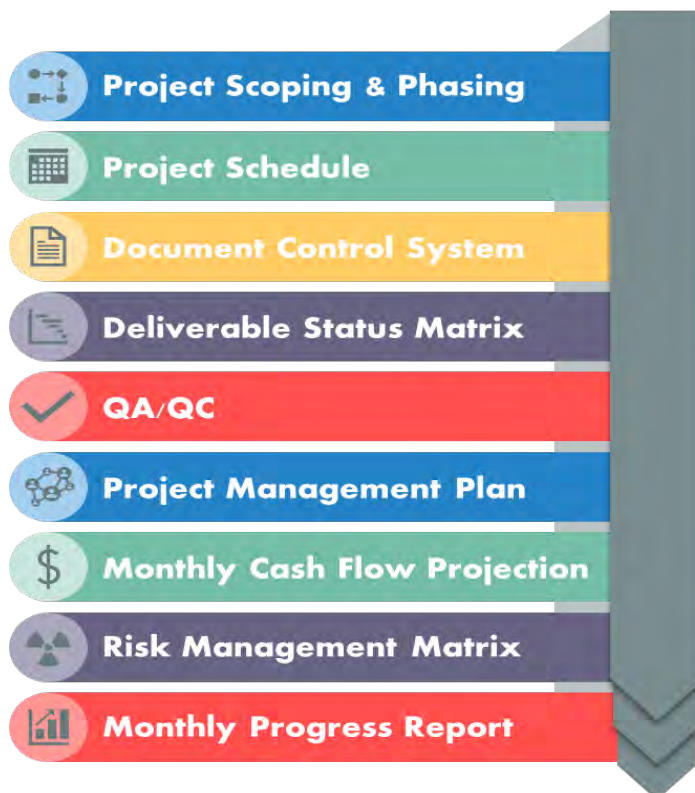 Project Scoping & Phasing
Project Schedule
Document Control System
Deliverable Status Matrix
QA/QC
Project Management Plan
$
Monthly Cash Flow Projection
Risk Management Matrix
Monthly Progress Report